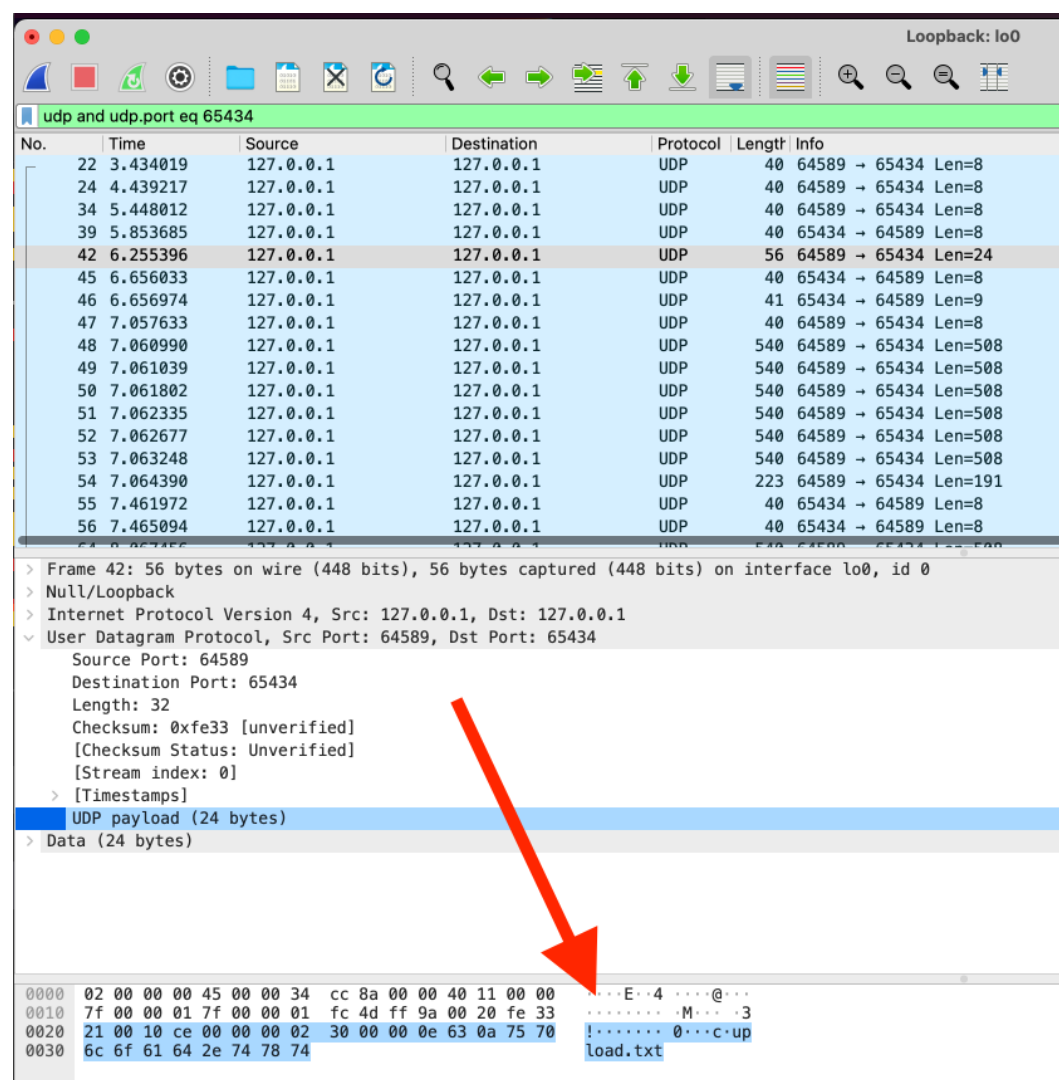 Loopback: lo0
udp and udp.port eq 65434
No. Time Source Destination Protocol Length Info
22 3.434019 127.0.0.1 127.0.0.1 UDP 40 64589 → 65434 Len=8
24 4.439217 127.0.0.1 127.0.0.1 UDP 40 64589 → 65434 Len=8
34 5.448012 127.0.0.1 127.0.0.1 UDP 40 64589 → 65434 Len=8
39 5.853685 127.0.0.1 127.0.0.1 UDP 40 65434 → 64589 Len=8
42 6.255396 127.0.0.1 127.0.0.1 UDP 56 64589 → 65434 Len=24
45 6.656033 127.0.0.1 127.0.0.1 UDP 40 65434 → 64589 Len=8
46 6.656974 127.0.0.1 127.0.0.1 UDP 41 65434 → 64589 Len=9
47 7.057633 127.0.0.1 127.0.0.1 UDP 40 64589 → 65434 Len=8
48 7.060990 127.0.0.1 127.0.0.1 UDP 540 64589 → 65434 Len=508
49 7.061039 127.0.0.1 127.0.0.1 UDP 540 64589 → 65434 Len=508
50 7.061802 127.0.0.1 127.0.0.1 UDP 540 64589 → 65434 Len=508
51 7.062335 127.0.0.1 127.0.0.1 UDP 540 64589 → 65434 Len=508
52 7.062677 127.0.0.1 127.0.0.1 UDP 540 64589 → 65434 Len=508
53 7.063248 127.0.0.1 127.0.0.1 UDP 540 64589 → 65434 Len=508
54 7.064390 127.0.0.1 127.0.0.1 UDP 223 64589 → 65434 Len=191
55 7.461972 127.0.0.1 127.0.0.1 UDP 40 65434 → 64589 Len=8
56 7.465094 127.0.0.1 127.0.0.1 UDP 40 65434 → 64589 Len=8
Frame 42: 56 bytes on wire (448 bits), 56 bytes captured (448 bits) on interface lo0, id 0
Null/Loopback
Internet Protocol Version 4, Src: 127.0.0.1, Dst: 127.0.0.1
User Datagram Protocol, Src Port: 64589, Dst Port: 65434
Source Port: 64589
Destination Port: 65434
Length: 32
Checksum: 0xfe33 [unverified]
[Checksum Status: Unverified]
[Stream index: 0]
[Timestamps]
UDP payload (24 bytes)
Data (24 bytes)
0000 02 00 00 00 45 00 00 34 cc 8a 00 00 40 11 00 00 ····E··4 ····@···
0010 7f 00 00 01 7f 00 00 01 fc 4d ff 9a 00 20 fe 33 ········ ·M··· ·3
0020 21 00 10 ce 00 00 00 02 30 00 00 0e 63 0a 75 70 !······· 0···c·up
0030 6c 6f 61 64 2e 74 78 74 load.txt